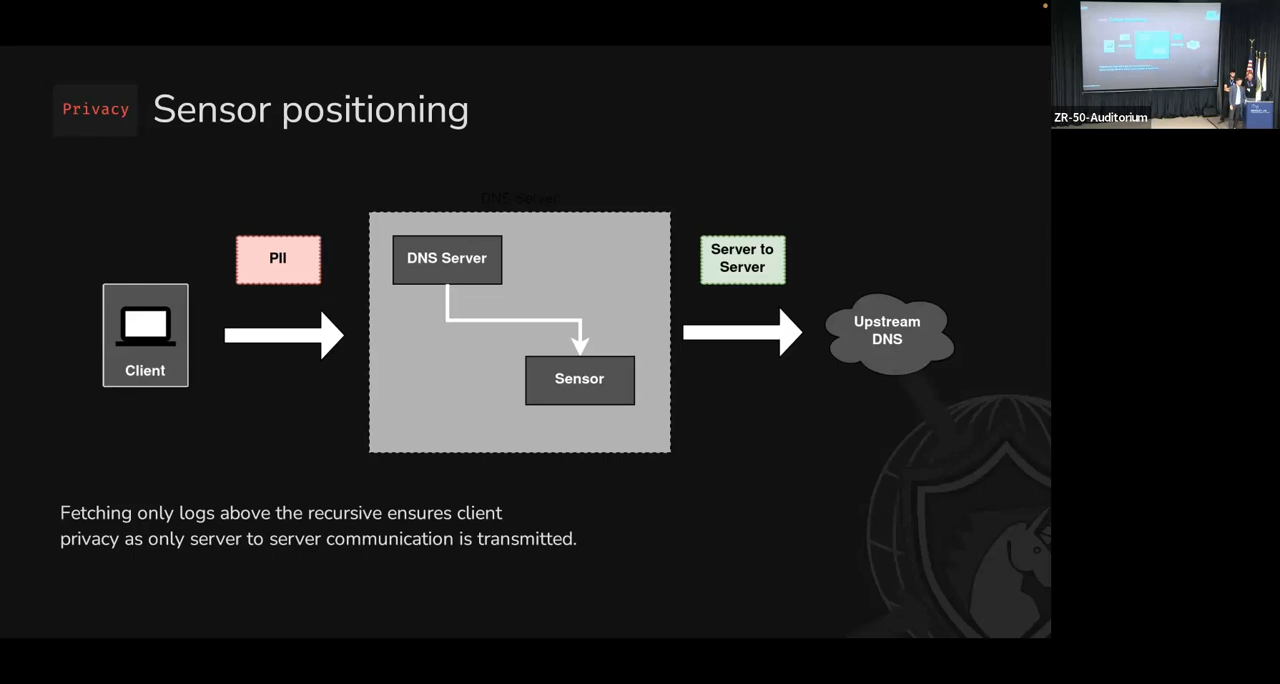 Privacy
Sensor positioning
DNS Server
PII
DNS Server
Server to
Server
Client
Sensor
Upstream
DNS
Fetching only logs above the recursive ensures client
privacy as only server to server communication is transmitted.
ZR-50-Auditorium